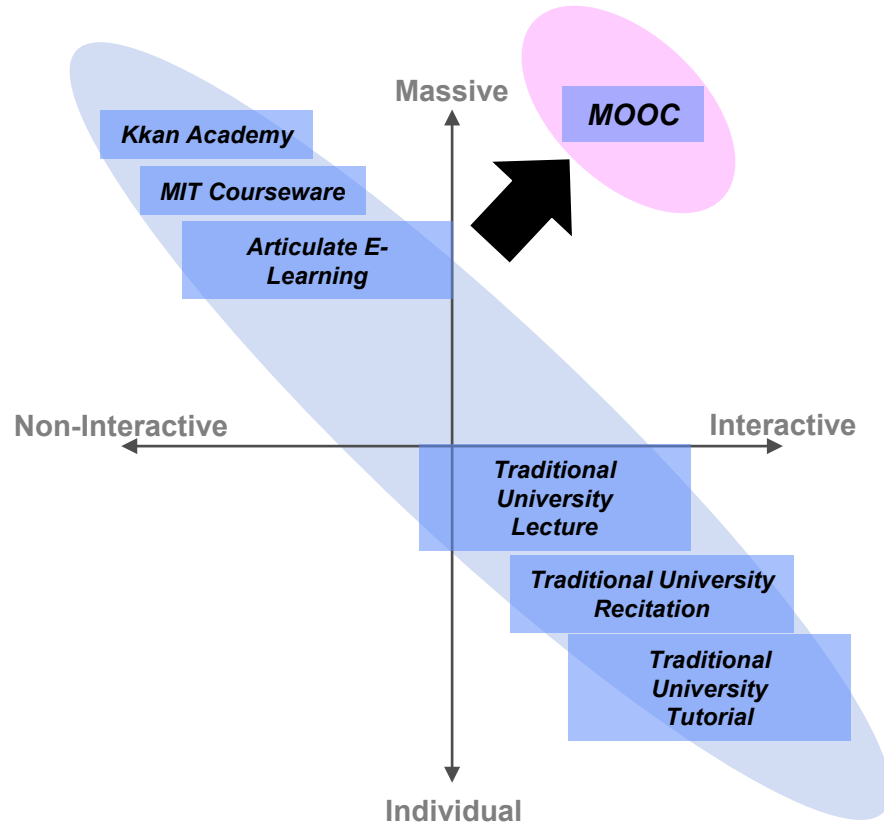 Massive
MOOC
Kkan Academy
MIT Courseware
Articulate E-
Learning
Non-Interactive
Interactive
Traditional
University
Lecture
Traditional University
Recitation
Traditional
University
Tutorial
Individual